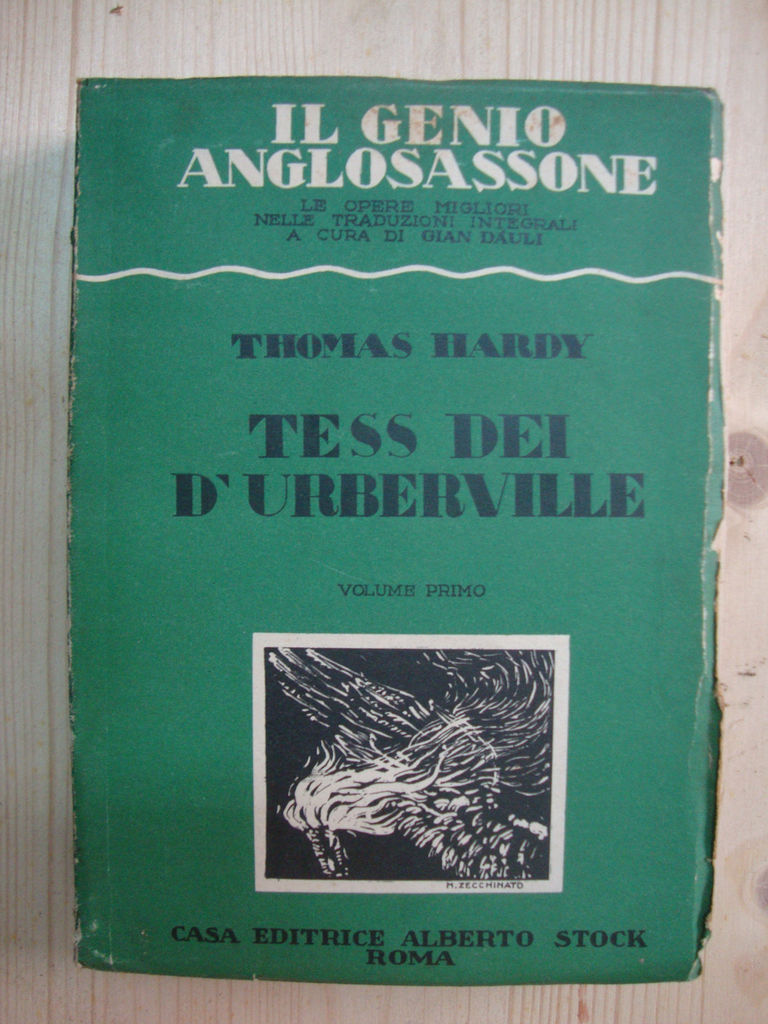 IL GENIO
ANGLOSASSONE
LE OPERE MIGLIORI
NELLE TRADUZIONI INTEGRALI
A CURA DI GIAN DÀULI
THOMAS HARDY
TESS DEI
D'URBERVILLE
VOLUME PRIMO
M. ZECCHINATO
CASA EDITRICE ALBERTO STOCK
ROMA